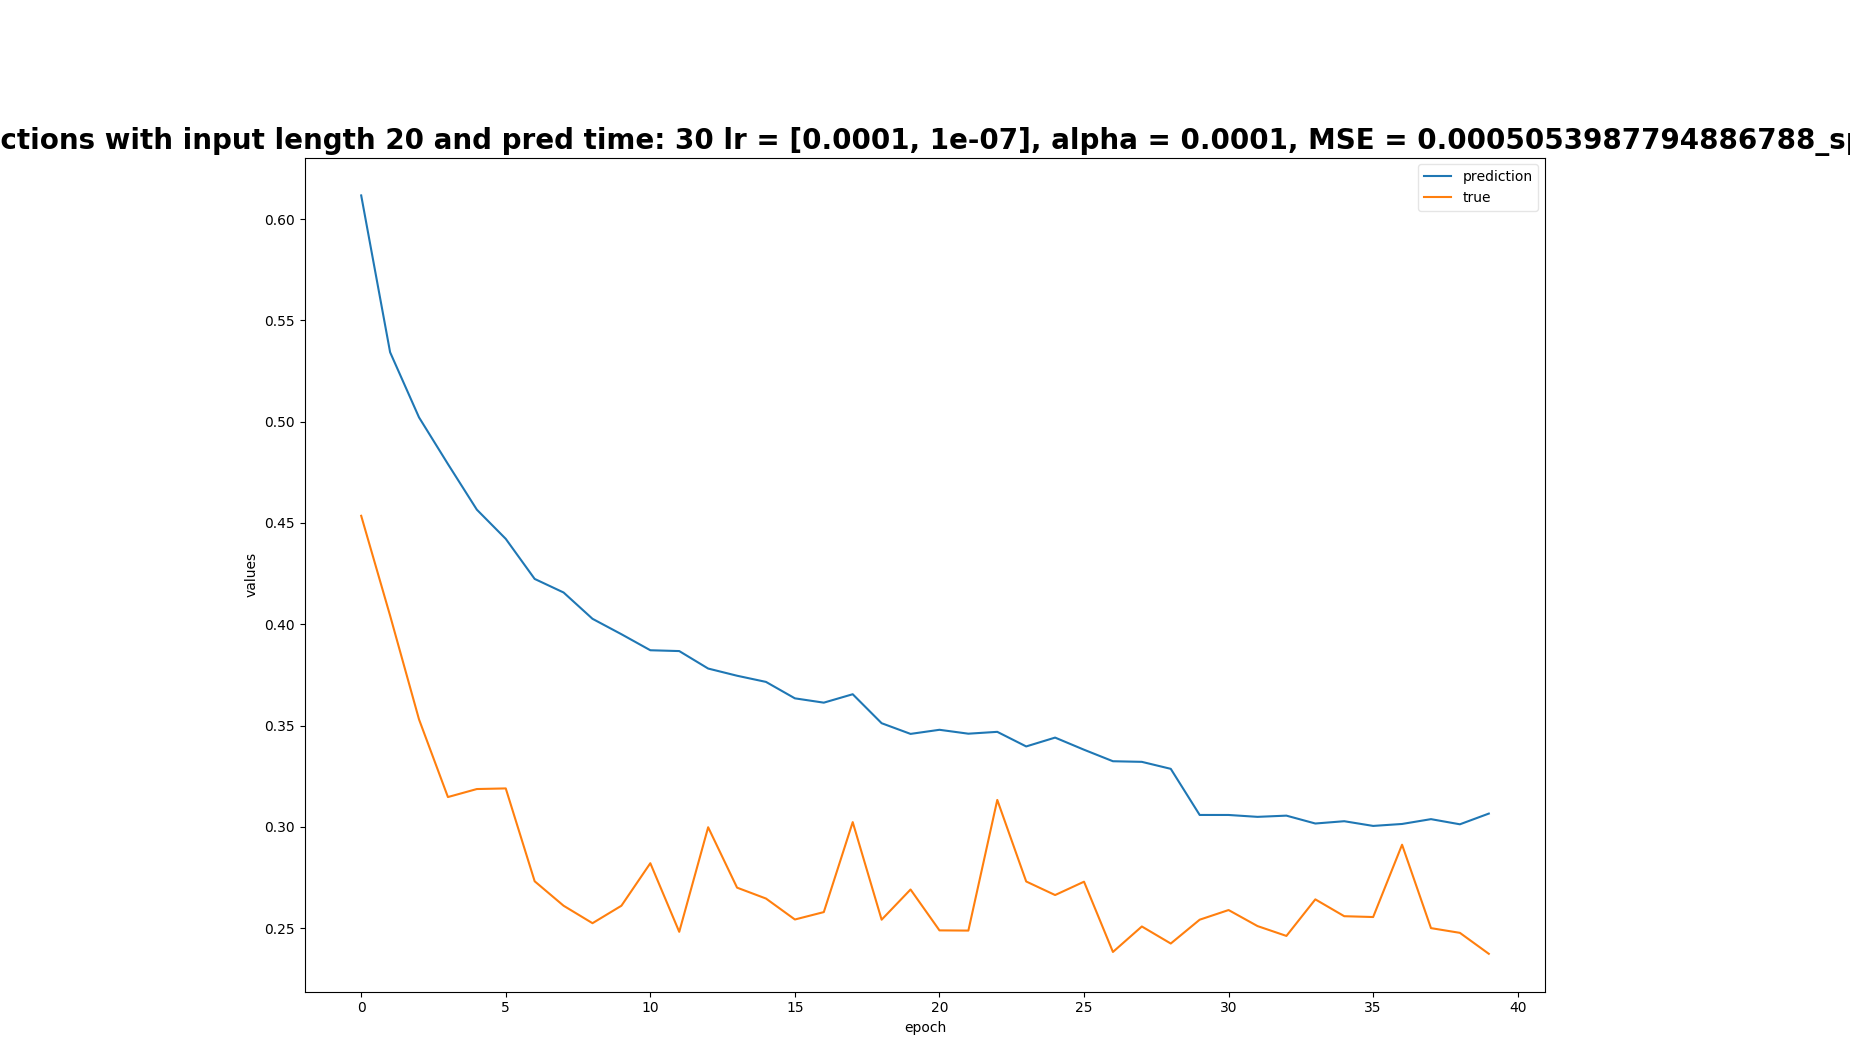 ctions with input length 20 and pred time: 30 lr = [0.0001, 1e-07], alpha = 0.0001, MSE = 0.0005053987794886788_sp
prediction
true
0.60
0.55
0.50
0.45
0.40
0.35
0.30
0.25
values
0 5 10 15 20 25 30 35 40
epoch